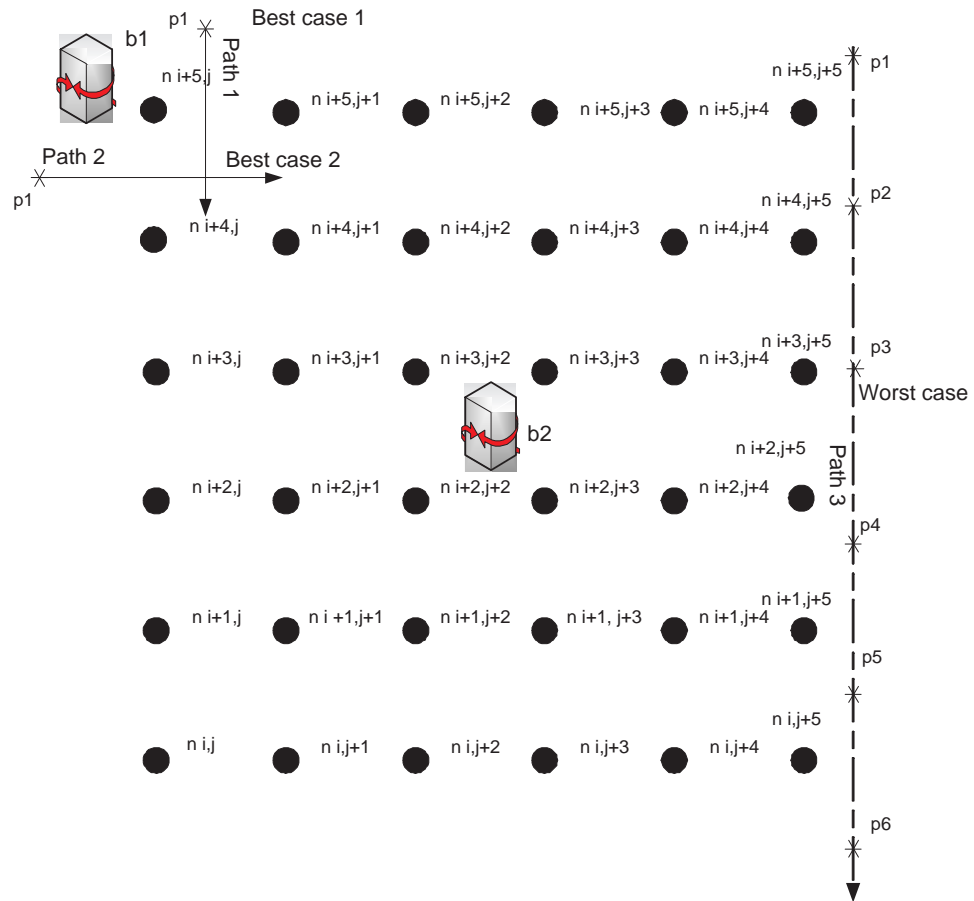 p1
Best case 1
b1
Path 1
p1
n i+5,j
n i+5,j+1
n i+5,j+2
n i+5,j+3
n i+5,j+4
n i+5,j+5
Path 2
Best case 2
p1
p2
n i+4,j
n i+4,j+1
n i+4,j+2
n i+4,j+3
n i+4,j+4
n i+4,j+5
p3
n i+3,j
n i+3,j+1
n i+3,j+2
n i+3,j+3
n i+3,j+4
n i+3,j+5
Worst case
b2
Path 3
n i+2,j
n i+2,j+1
n i+2,j+2
n i+2,j+3
n i+2,j+4
n i+2,j+5
p4
n i+1,j
n i +1,j+1
n i+1,j+2
n i+1, j+3
n i+1,j+4
n i+1,j+5
p5
n i,j
n i,j+1
n i,j+2
n i,j+3
n i,j+4
n i,j+5
p6